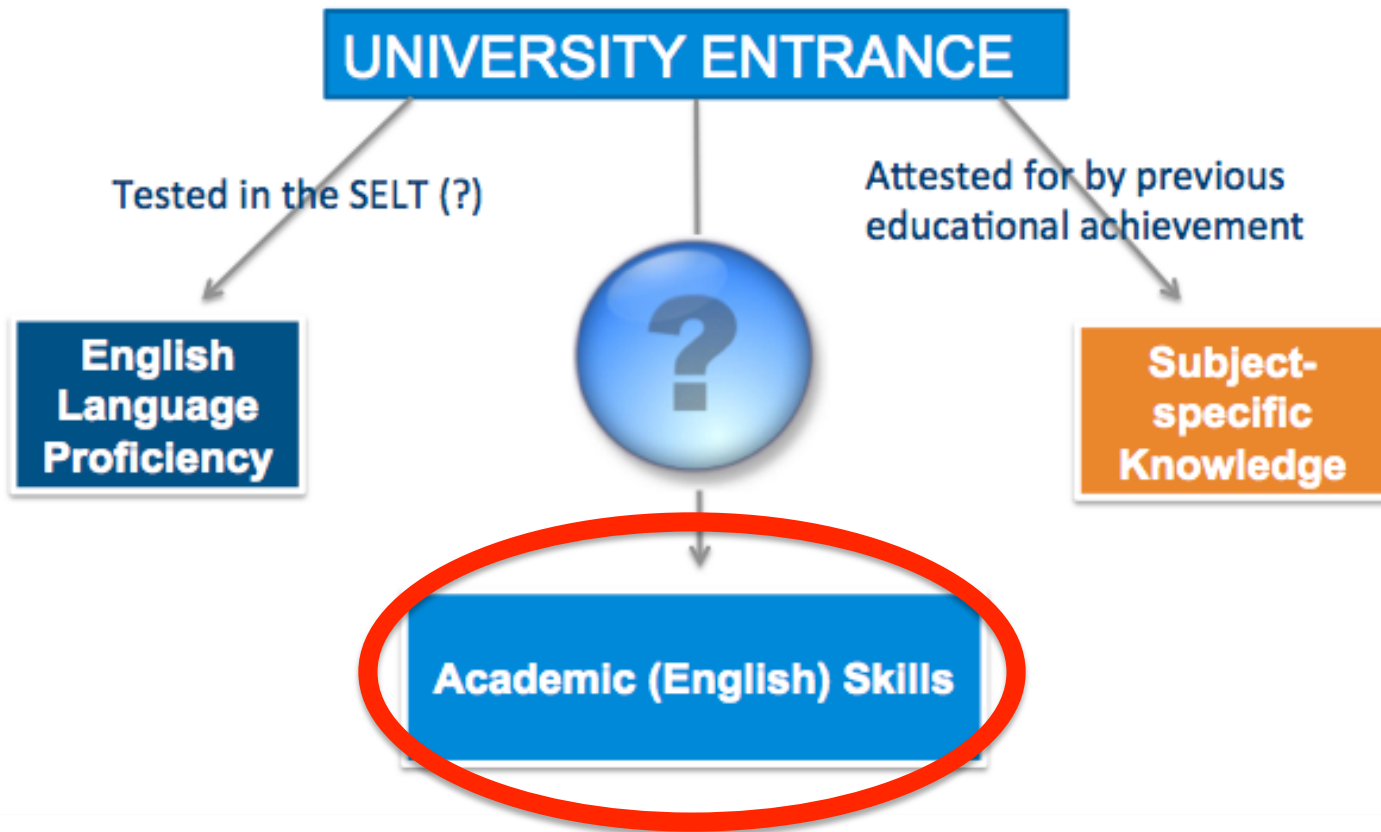 UNIVERSITY ENTRANCE
Tested in the SELT (?)
Attested for by previous
educational achievement
?
English
Language
Proficiency
Subject-
specific
Knowledge
Academic (English) Skills